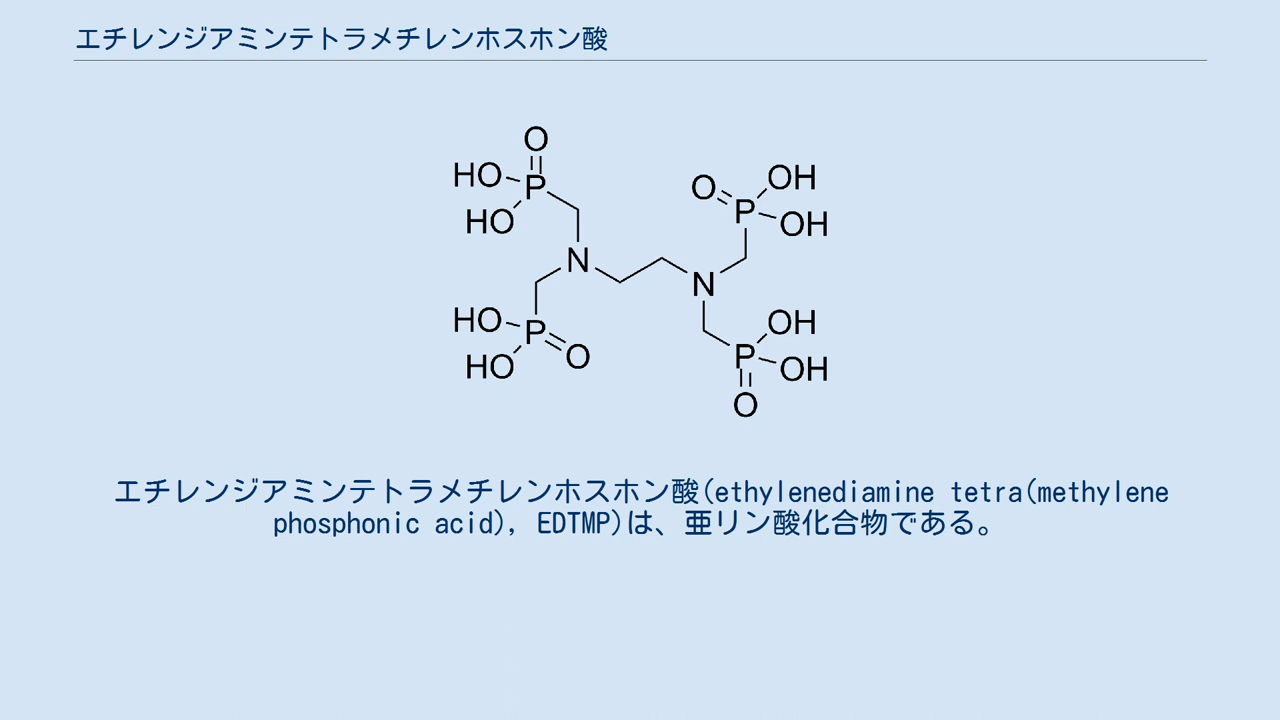 エチレンジアミンテトラメチレンホスホン酸
O
HO
P
HO
O
OH
P
OH
N
N
HO
P
HO
O
OH
P
OH
O
エチレンジアミンテトラメチレンホスホン酸(ethylenediamine tetra(methylene
phosphonic acid), EDTMP)は、亜リン酸化合物である。